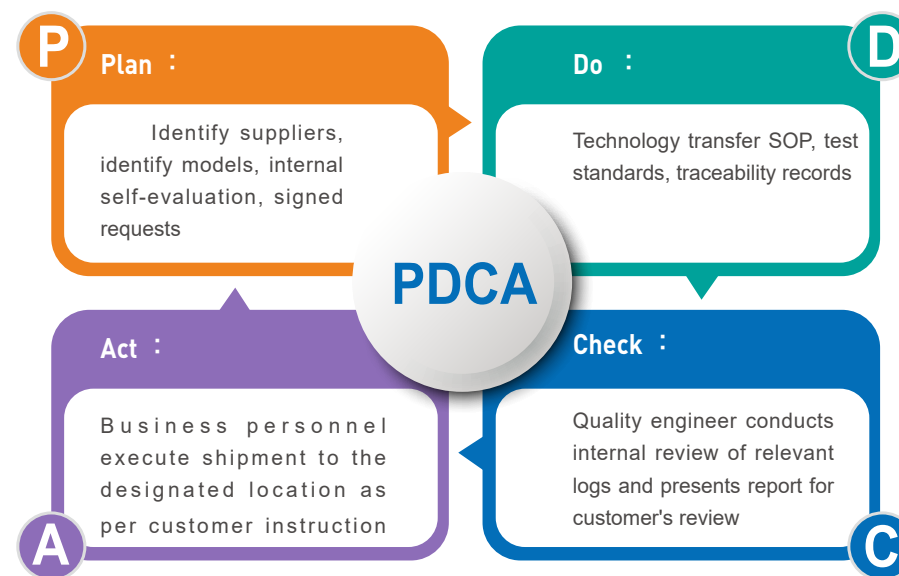 P
Plan ：
Identify suppliers,
identify models, internal
self-evaluation, signed
requests
D
Do ：
Technology transfer SOP, test
standards, traceability records
PDCA
A
Act ：
Business personnel
execute shipment to the
designated location as
per customer instruction
C
Check ：
Quality engineer conducts
internal review of relevant
logs and presents report for
customer's review